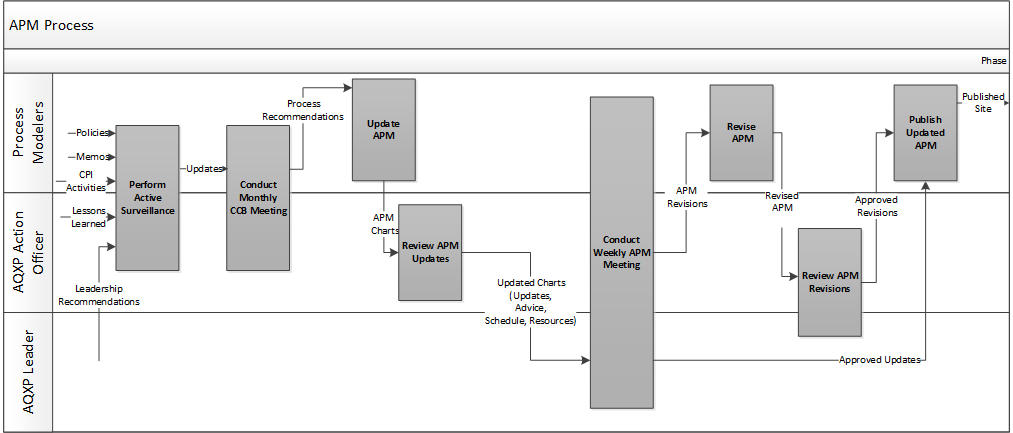 APM Process
Phase
Process
Modelers
AQXP Action
Officer
AQXP Leader
Policies
Memos
CPI
Activities
Lessons
Learned
Leadership
Recommendations
Perform
Active
Surveillance
Updates
Conduct
Monthly
CCB Meeting
Process
Recommendations
Update
APM
APM
Charts
Review APM
Updates
Updated Charts
(Updates,
Advice,
Schedule, Resources)
Conduct
Weekly APM
Meeting
APM
Revisions
Revise
APM
Revised
APM
Review APM
Revisions
Approved
Revisions
Approved Updates
Publish
Updated
APM
Published
Site